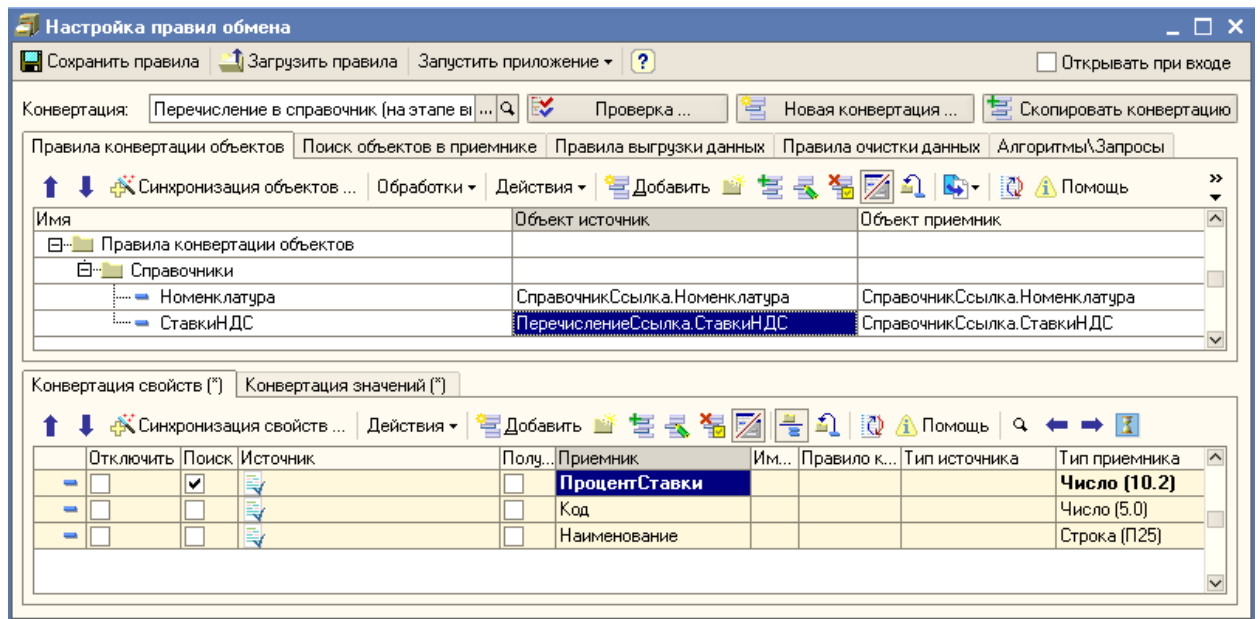 Настройка правил обмена
Сохранить правила Загрузить правила Запустить приложение ? Открывать при входе
Конвертация: Перечисление в справочник (на этапе вы ... Проверка ... Новая конвертация ... Скопировать конвертацию
Правила конвертации объектов Поиск объектов в приемнике Правила выгрузки данных Правила очистки данных Алгоритмы\Запросы
Синхронизация объектов ... Обработки Действия Добавить Помощь »
Имя Объект источник Объект приемник
Правила конвертации объектов
Справочники
Номенклатура СправочникСсылка.Номенклатура СправочникСсылка.Номенклатура
СтавкиНДС ПеречислениеСсылка.СтавкиНДС СправочникСсылка.СтавкиНДС
Конвертация свойств (*) Конвертация значений (*)
Синхронизация свойств ... Действия Добавить Помощь
Отключить Поиск Источник Полу... Приемник Им... Правило к... Тип источника Тип приемника
ПроцентСтавки Число (10.2)
Код Число (5.0)
Наименование Строка (П25)